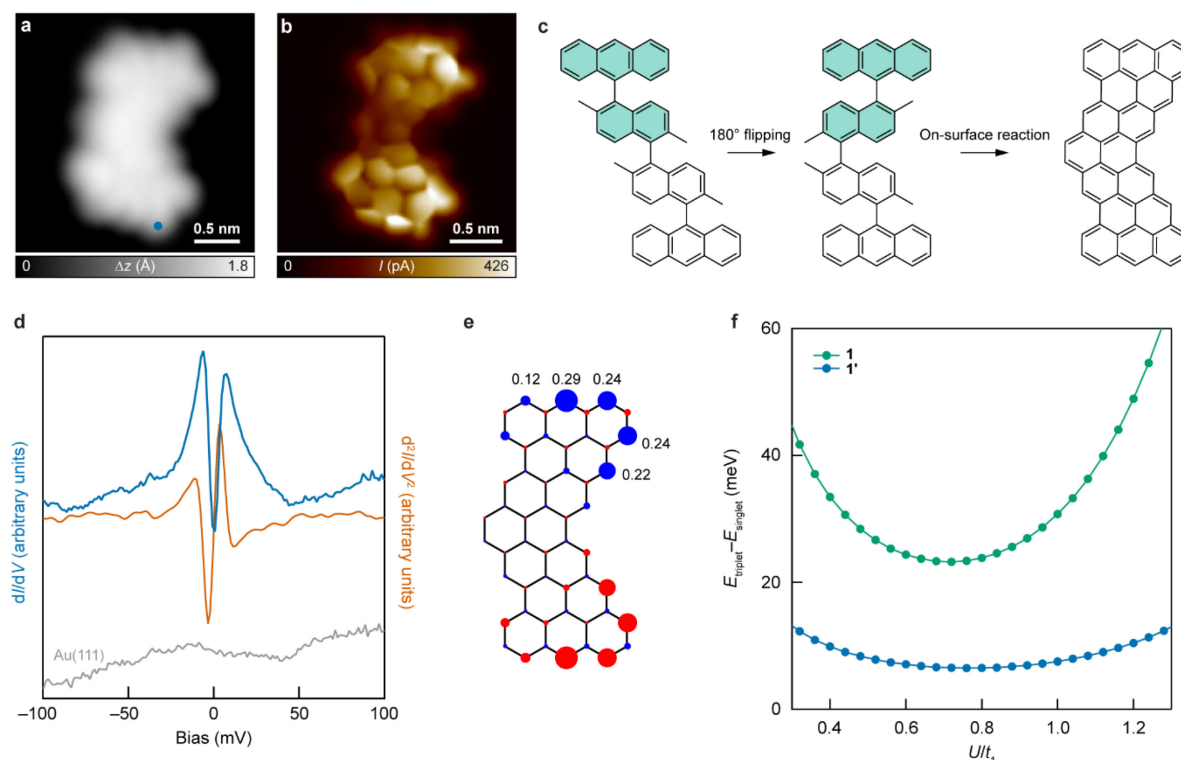 a
0.5 nm
0 Δz (Å) 1.8
b
0.5 nm
0 I (pA) 426
c
180° flipping
On-surface reaction
d
dI/dV (arbitrary units)
d²I/dV² (arbitrary units)
Au(111)
−100 −50 0 50 100
Bias (mV)
e
0.12 0.29 0.24
0.24
0.22
f
1
1'
E_triplet–E_singlet (meV)
60
40
20
0
0.4 0.6 0.8 1.0 1.2
U/t₁